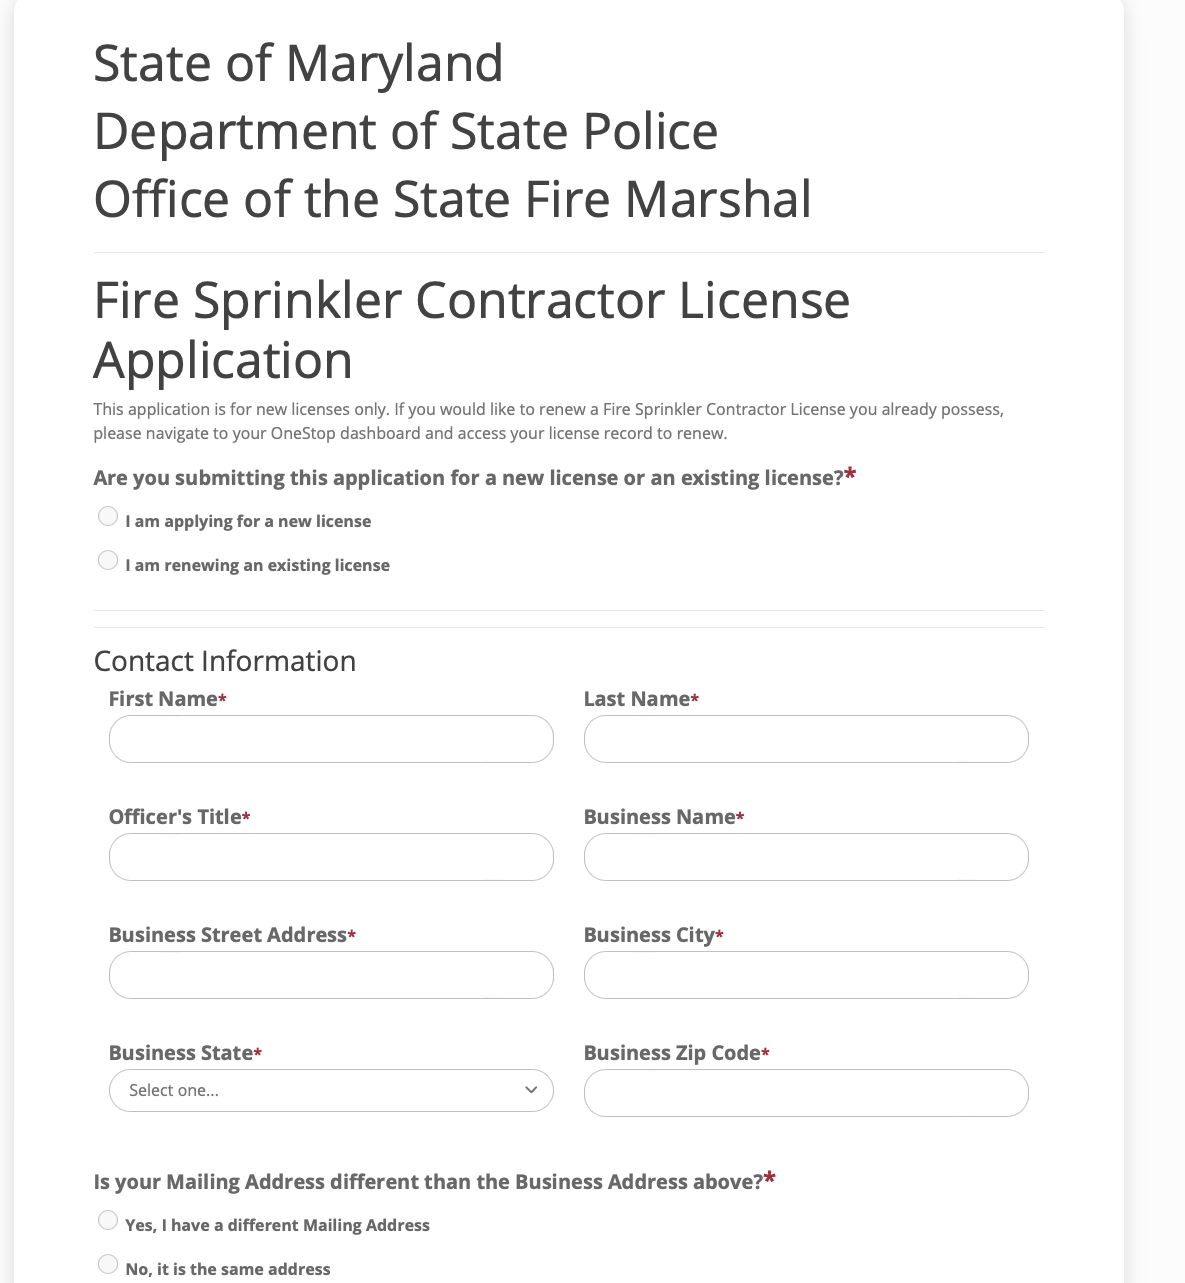 State of Maryland
Department of State Police
Office of the State Fire Marshal
Fire Sprinkler Contractor License
Application
This application is for new licenses only. If you would like to renew a Fire Sprinkler Contractor License you already possess,
please navigate to your OneStop dashboard and access your license record to renew.
Are you submitting this application for a new license or an existing license?*
I am applying for a new license
I am renewing an existing license
Contact Information
First Name*
Last Name*
Officer's Title*
Business Name*
Business Street Address*
Business City*
Business State*
Business Zip Code*
Select one...
Is your Mailing Address different than the Business Address above?*
Yes, I have a different Mailing Address
No, it is the same address